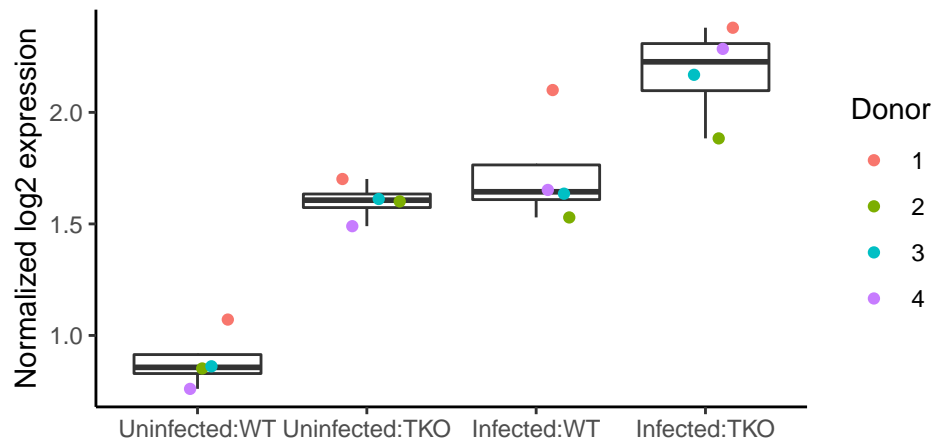 Normalized log2 expression
2.0
1.5
1.0
Uninfected:WT
Uninfected:TKO
Infected:WT
Infected:TKO
Donor
1
2
3
4